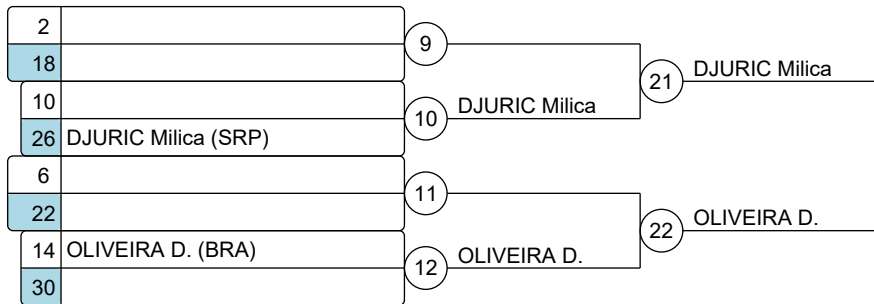 2
9
18
21 DJURIC Milica
10
10 DJURIC Milica
26 DJURIC Milica (SRP)
6
11
22
22 OLIVEIRA D.
14 OLIVEIRA D. (BRA)
12 OLIVEIRA D.
30